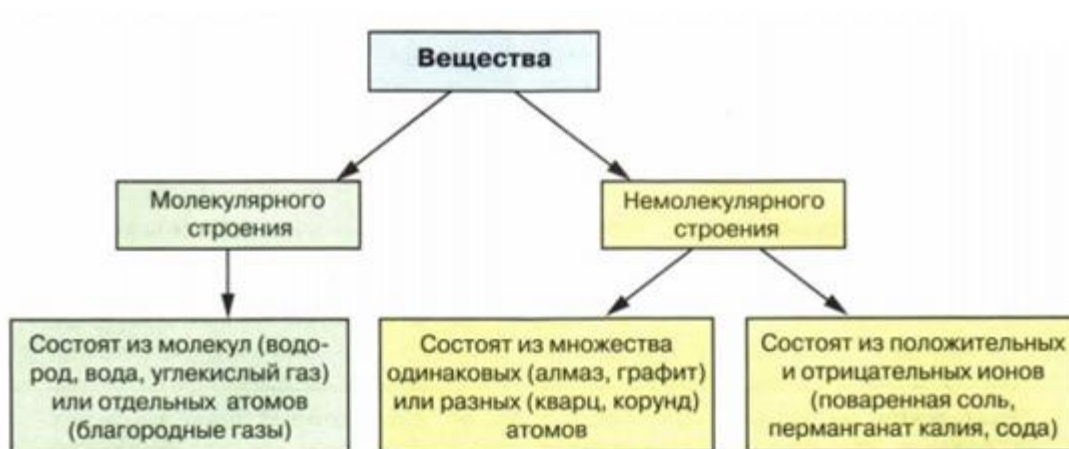 Вещества
Молекулярного
строения
Немолекулярного
строения
Состоят из молекул (водо-
род, вода, углекислый газ)
или отдельных атомов
(благородные газы)
Состоят из множества
одинаковых (алмаз, графит)
или разных (кварц, корунд)
атомов
Состоят из положительных
и отрицательных ионов
(поваренная соль,
перманганат калия, сода)